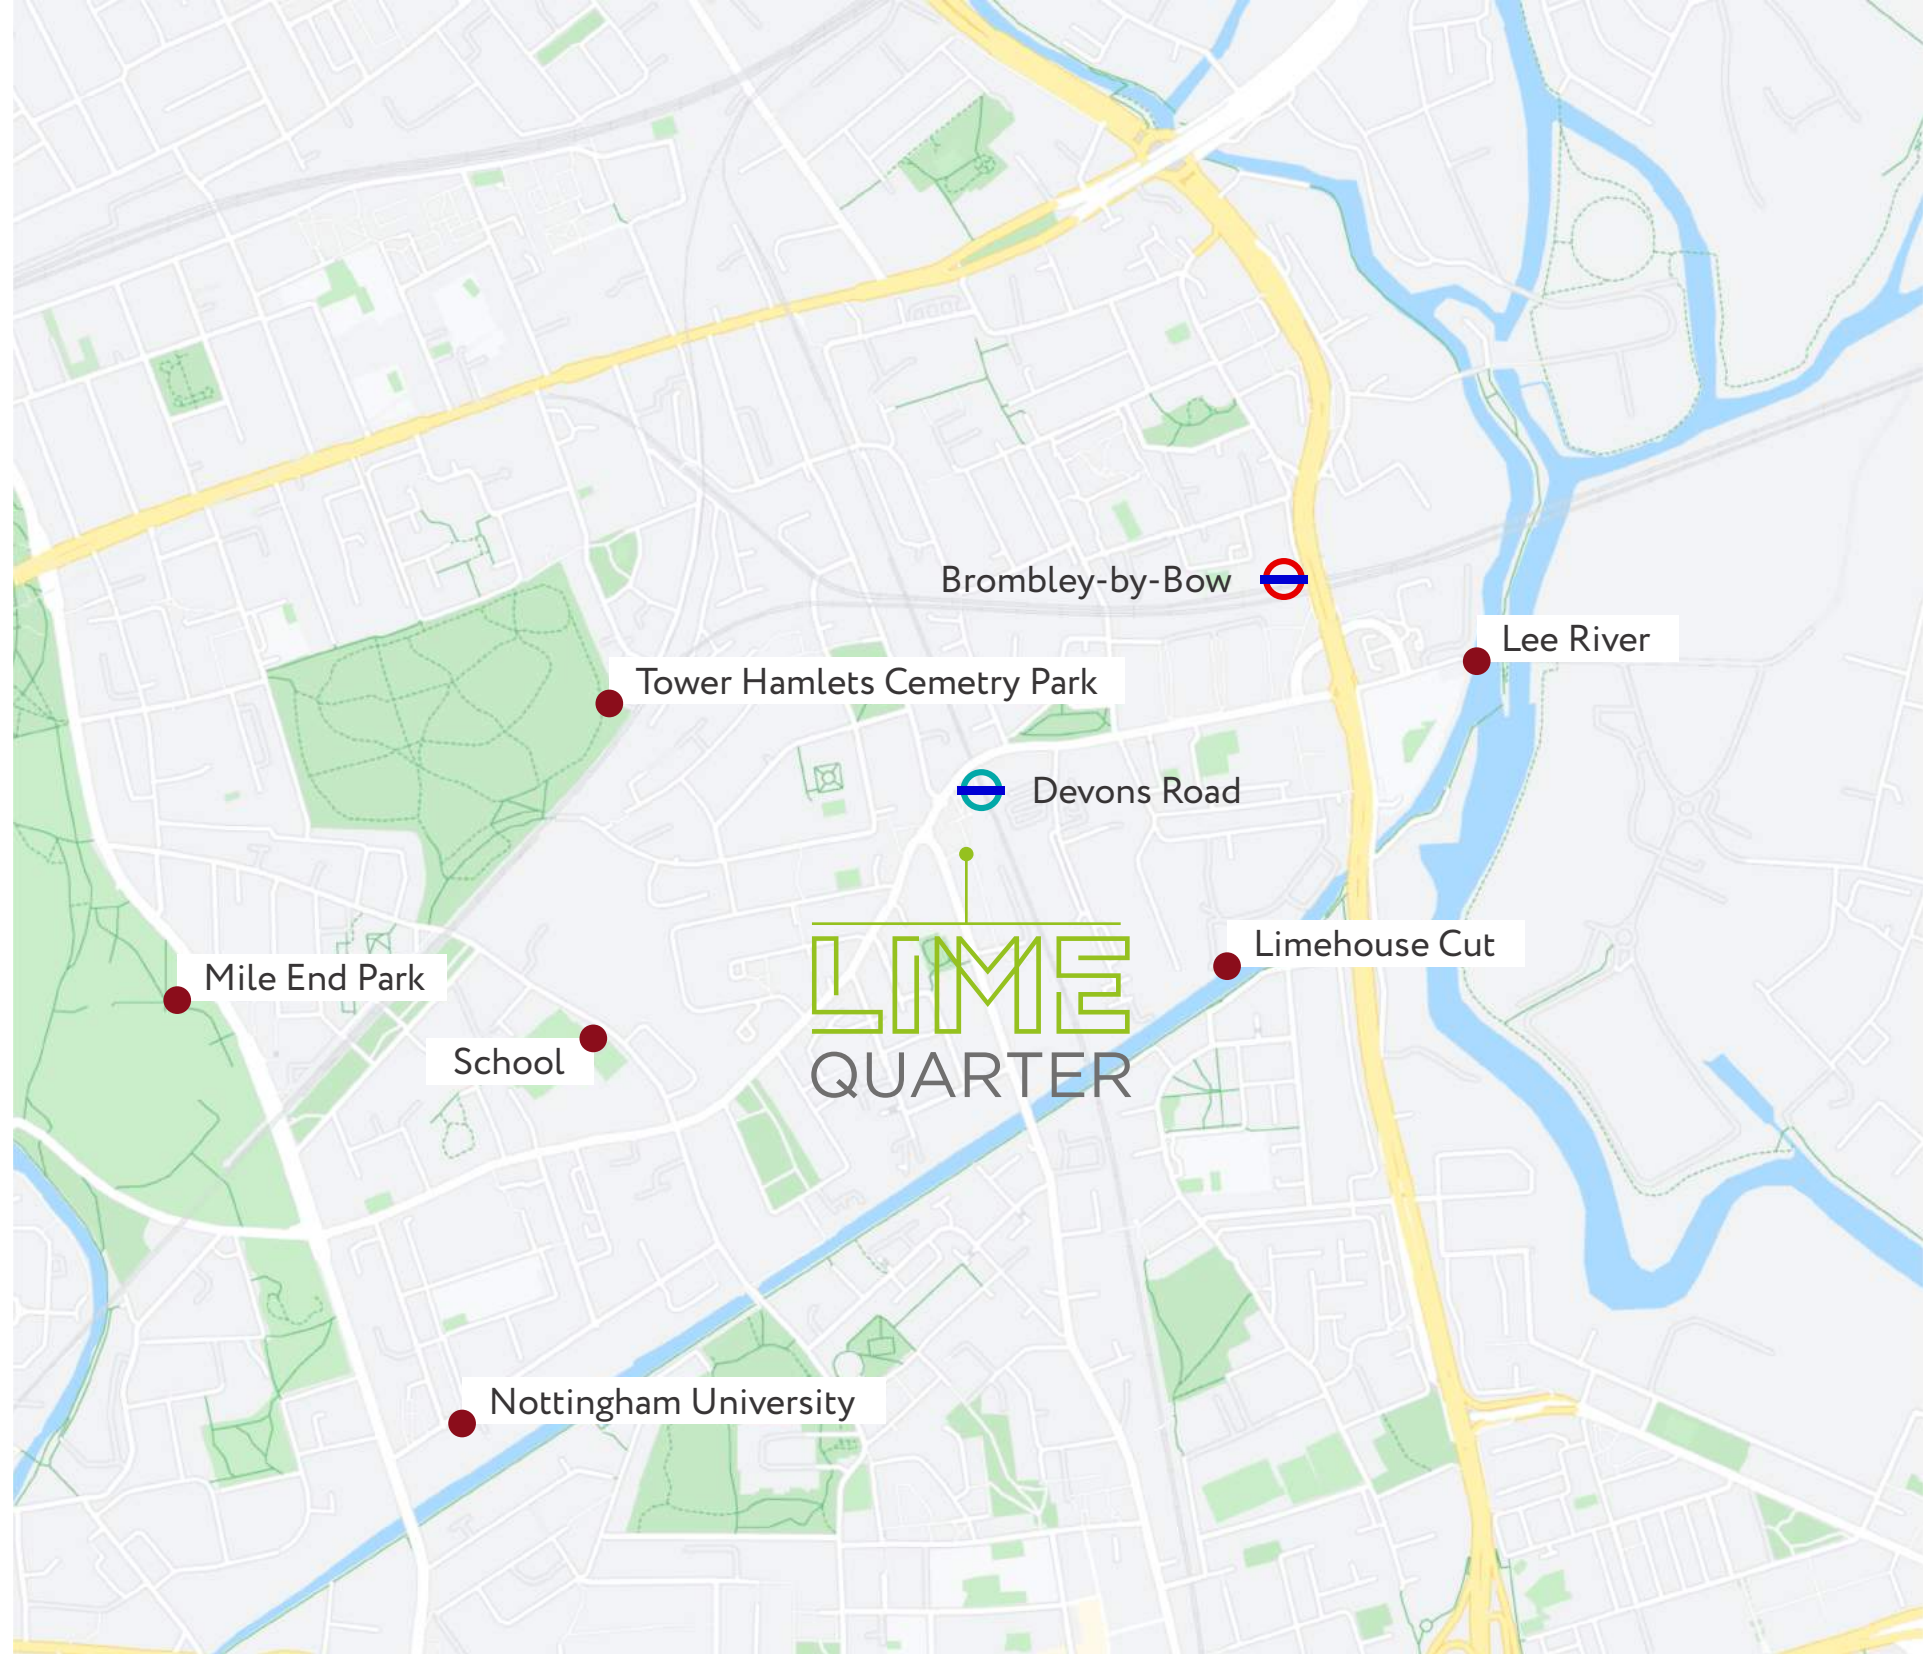 Brombley-by-Bow
Lee River
Tower Hamlets Cemetry Park
Devons Road
Limehouse Cut
Mile End Park
School
LIME
QUARTER
Nottingham University